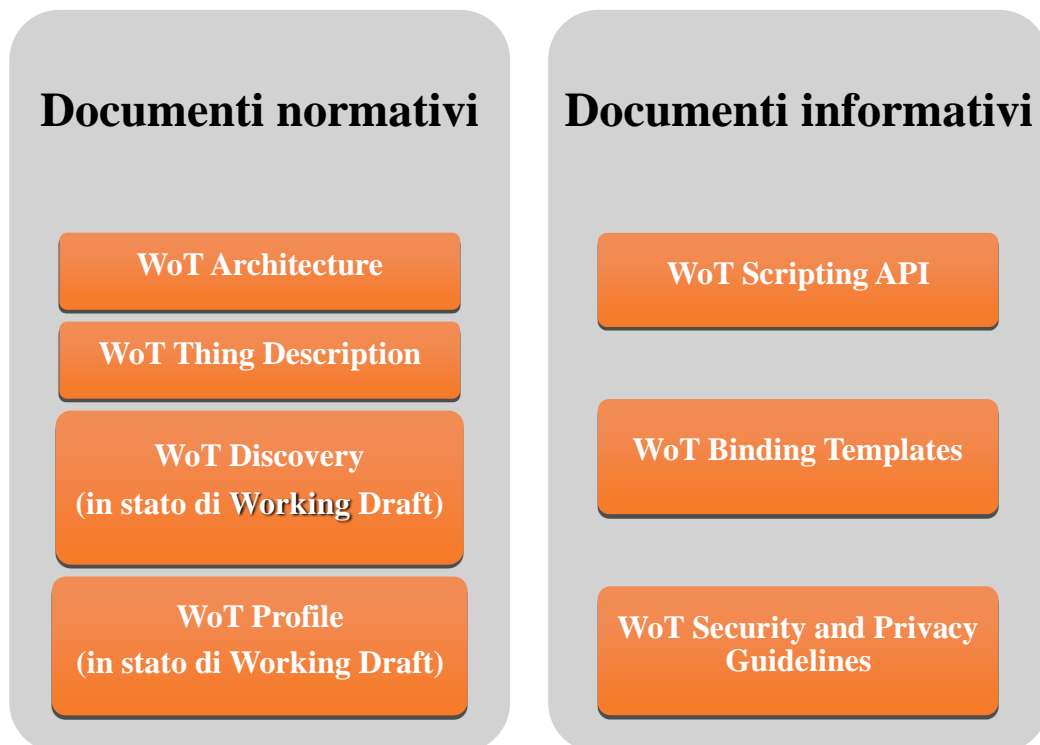 Documenti normativi
WoT Architecture
WoT Thing Description
WoT Discovery
(in stato di Working Draft)
WoT Profile
(in stato di Working Draft)
Documenti informativi
WoT Scripting API
WoT Binding Templates
WoT Security and Privacy
Guidelines